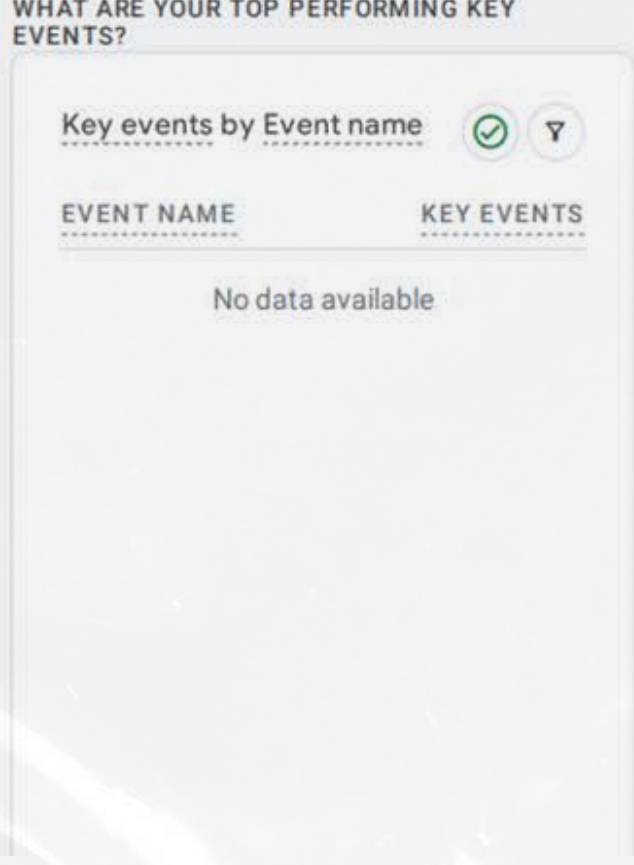 WHAT ARE YOUR TOP PERFORMING KEY
EVENTS?
Key events by Event name
EVENT NAME KEY EVENTS
No data available